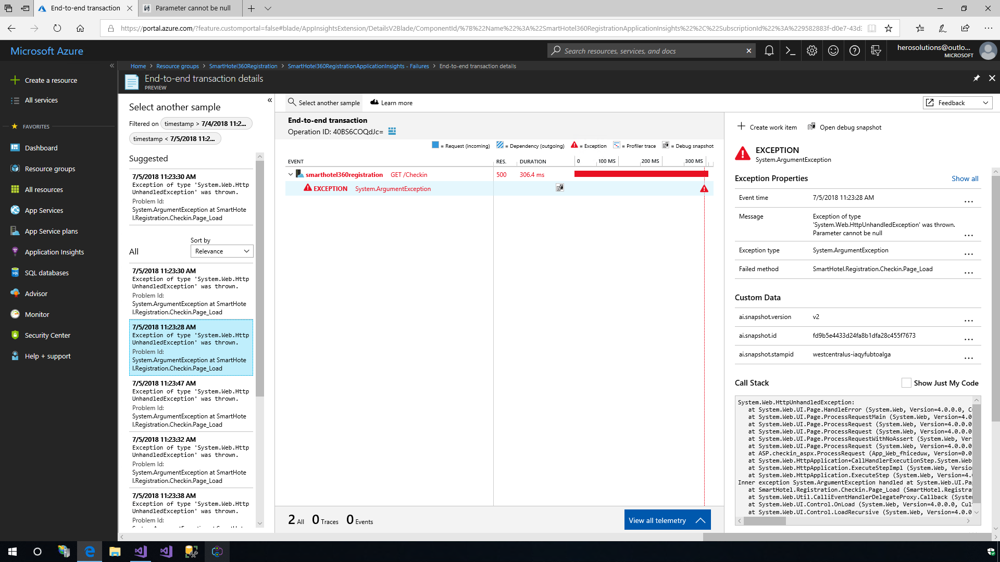 End-to-end transaction
Parameter cannot be null
https://portal.azure.com/?feature.customportal=false#blade/AppInsightsExtension/DetailsV2Blade/ComponentId/%7B%22Name%22%3A%22SmartHotel360RegistrationApplicationInsights%22%2C%22SubscriptionId%22%3A%229582883f-d0e7-43d3
Microsoft Azure
Search resources, services, and docs
herosolutions@outlo...
MICROSOFT
Home > Resource groups > SmartHotel360Registration > SmartHotel360RegistrationApplicationInsights - Failures > End-to-end transaction details
End-to-end transaction details
PREVIEW
Create a resource
All services
FAVORITES
Dashboard
Resource groups
All resources
App Services
App Service plans
Application Insights
SQL databases
Advisor
Monitor
Security Center
Help + support
Select another sample
Filtered on timestamp > 7/4/2018 11:2...
timestamp < 7/5/2018 11:2...
Suggested
7/5/2018 11:23:30 AM
Exception of type 'System.Web.Http
UnhandledException' was thrown.
Problem Id:
System.ArgumentException at SmartHote
l.Registration.Checkin.Page_Load
Sort by
All
Relevance
7/5/2018 11:23:30 AM
Exception of type 'System.Web.Http
UnhandledException' was thrown.
Problem Id:
System.ArgumentException at SmartHote
l.Registration.Checkin.Page_Load
7/5/2018 11:23:28 AM
Exception of type 'System.Web.Http
UnhandledException' was thrown.
Problem Id:
System.ArgumentException at SmartHote
l.Registration.Checkin.Page_Load
7/5/2018 11:23:47 AM
Exception of type 'System.Web.Http
UnhandledException' was thrown.
Problem Id:
System.ArgumentException at SmartHote
l.Registration.Checkin.Page_Load
7/5/2018 11:23:32 AM
Exception of type 'System.Web.Http
UnhandledException' was thrown.
Problem Id:
System.ArgumentException at SmartHote
l.Registration.Checkin.Page_Load
7/5/2018 11:23:38 AM
Exception of type 'System.Web.Http
UnhandledException' was thrown.
Problem Id:
Select another sample
Learn more
Feedback
End-to-end transaction
Operation ID: 40BS6COQdJc=
= Request (incoming) = Dependency (outgoing) = Exception = Profiler trace = Debug snapshot
EVENT RES. DURATION 0 100 MS 200 MS 300 MS
smarthotel360registration GET /Checkin 500 306.4 ms
EXCEPTION System.ArgumentException
2 All 0 Traces 0 Events
View all telemetry
Create work item
Open debug snapshot
EXCEPTION
System.ArgumentException
Exception Properties
Show all
Event time 7/5/2018 11:23:28 AM ...
Message Exception of type
'System.Web.HttpUnhandledException' was thrown.
Parameter cannot be null ...
Exception type System.ArgumentException ...
Failed method SmartHotel.Registration.Checkin.Page_Load ...
Custom Data
ai.snapshot.version v2 ...
ai.snapshot.id fd9b5e4433d24fa8b1dfa28c455f7673 ...
ai.snapshot.stampid westcentralus-iaqyfubtoalga ...
Call Stack
Show Just My Code
System.Web.HttpUnhandledException:
at System.Web.UI.Page.HandleError (System.Web, Version=4.0.0.0, C
at System.Web.UI.Page.ProcessRequestMain (System.Web, Version=4.0
at System.Web.UI.Page.ProcessRequest (System.Web, Version=4.0.0.0
at System.Web.UI.Page.ProcessRequest (System.Web, Version=4.0.0.0
at System.Web.UI.Page.ProcessRequestWithNoAssert (System.Web, Ver
at System.Web.UI.Page.ProcessRequest (System.Web, Version=4.0.0.0
at ASP.checkin_aspx.ProcessRequest (App_Web_fhiceduw, Version=0.0
at System.Web.HttpApplication+CallHandlerExecutionStep.System.Web
at System.Web.HttpApplication.ExecuteStepImpl (System.Web, Versio
at System.Web.HttpApplication.ExecuteStep (System.Web, Version=4.
Inner exception System.ArgumentException handled at System.Web.UI.Pa
at SmartHotel.Registration.Checkin.Page_Load (SmartHotel.Registra
at System.Web.Util.CalliEventHandlerDelegateProxy.Callback (Syste
at System.Web.UI.Control.OnLoad (System.Web, Version=4.0.0.0, Cul
at System.Web.UI.Control.LoadRecursive (System.Web, Version=4.0.0